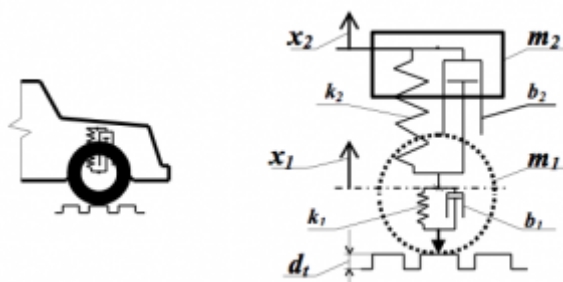 x₂
m₂
k₂
b₂
x₁
m₁
k₁
b₁
dₜ